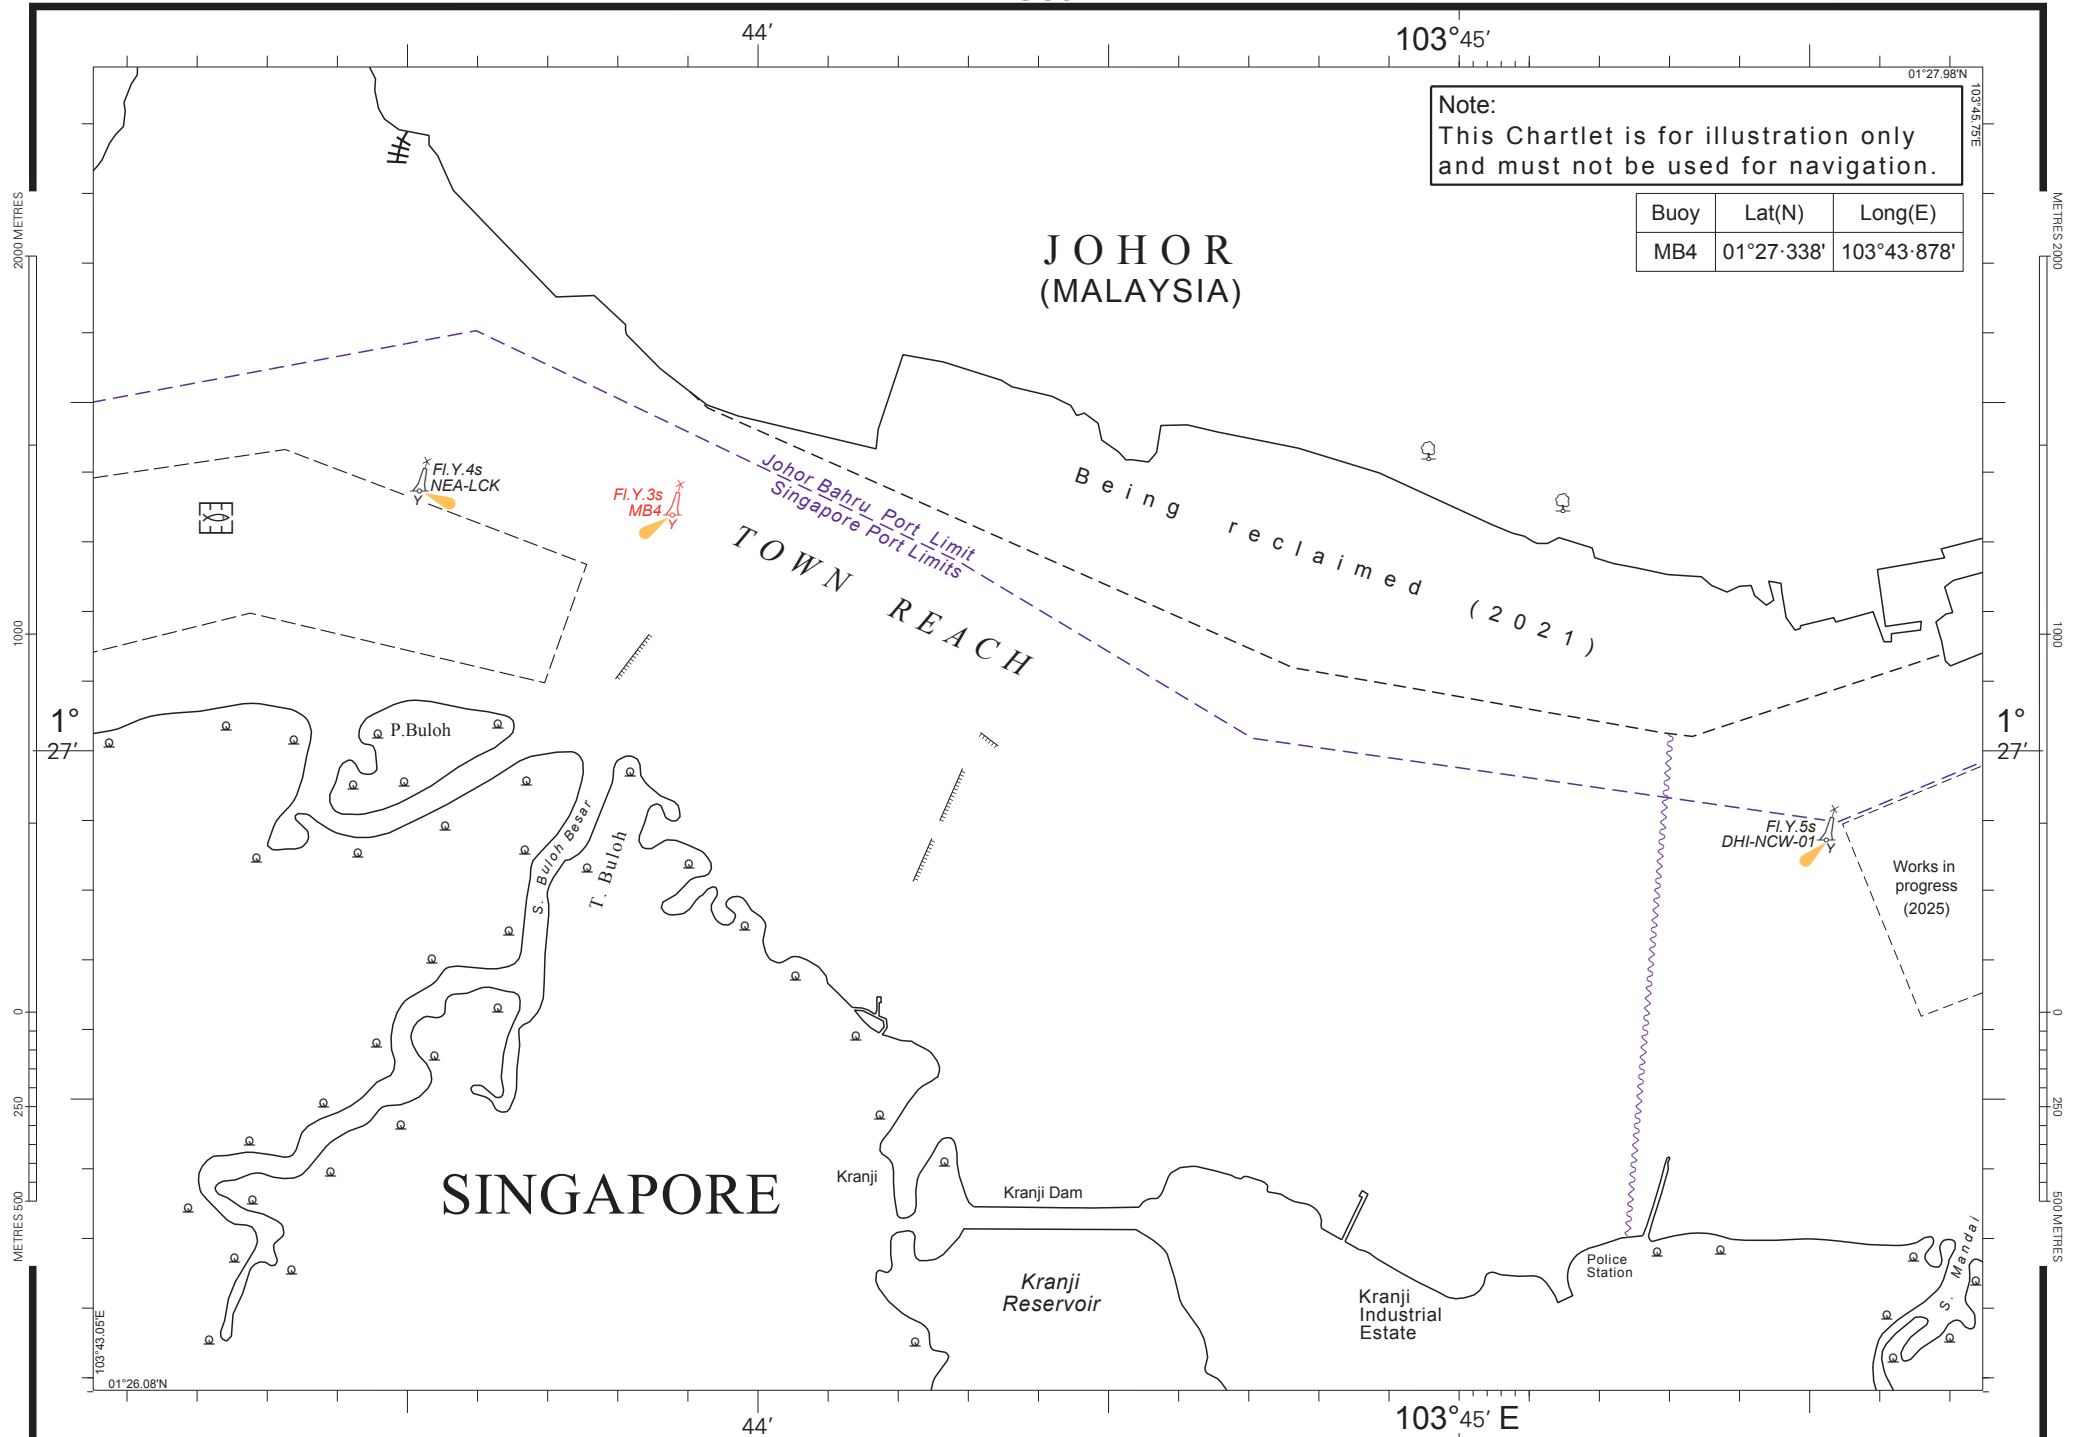 44′
103°45′
01°27.98'N
103°45.75'E
Note:
This Chartlet is for illustration only
and must not be used for navigation.
Buoy Lat(N) Long(E)
MB4 01°27·338' 103°43·878'
2000 METRES
METRES 2000
JOHOR
(MALAYSIA)
Fl.Y.4s
NEA-LCK
Fl.Y.3s
MB4
Y
Y
Johor Bahru Port Limit
Singapore Port Limits
Being reclaimed (2021)
TOWN REACH
1000
1000
1°
27′
1°
27′
P.Buloh
S. Buloh Besar
T. Buloh
Fl.Y.5s
DHI-NCW-01
Y
Works in
progress
(2025)
0
0
250
250
METRES 500
500 METRES
SINGAPORE
Kranji
Kranji Dam
Kranji
Reservoir
Kranji
Industrial
Estate
Police
Station
S. Mandai
103°43.05'E
01°26.08'N
44′
103°45′ E